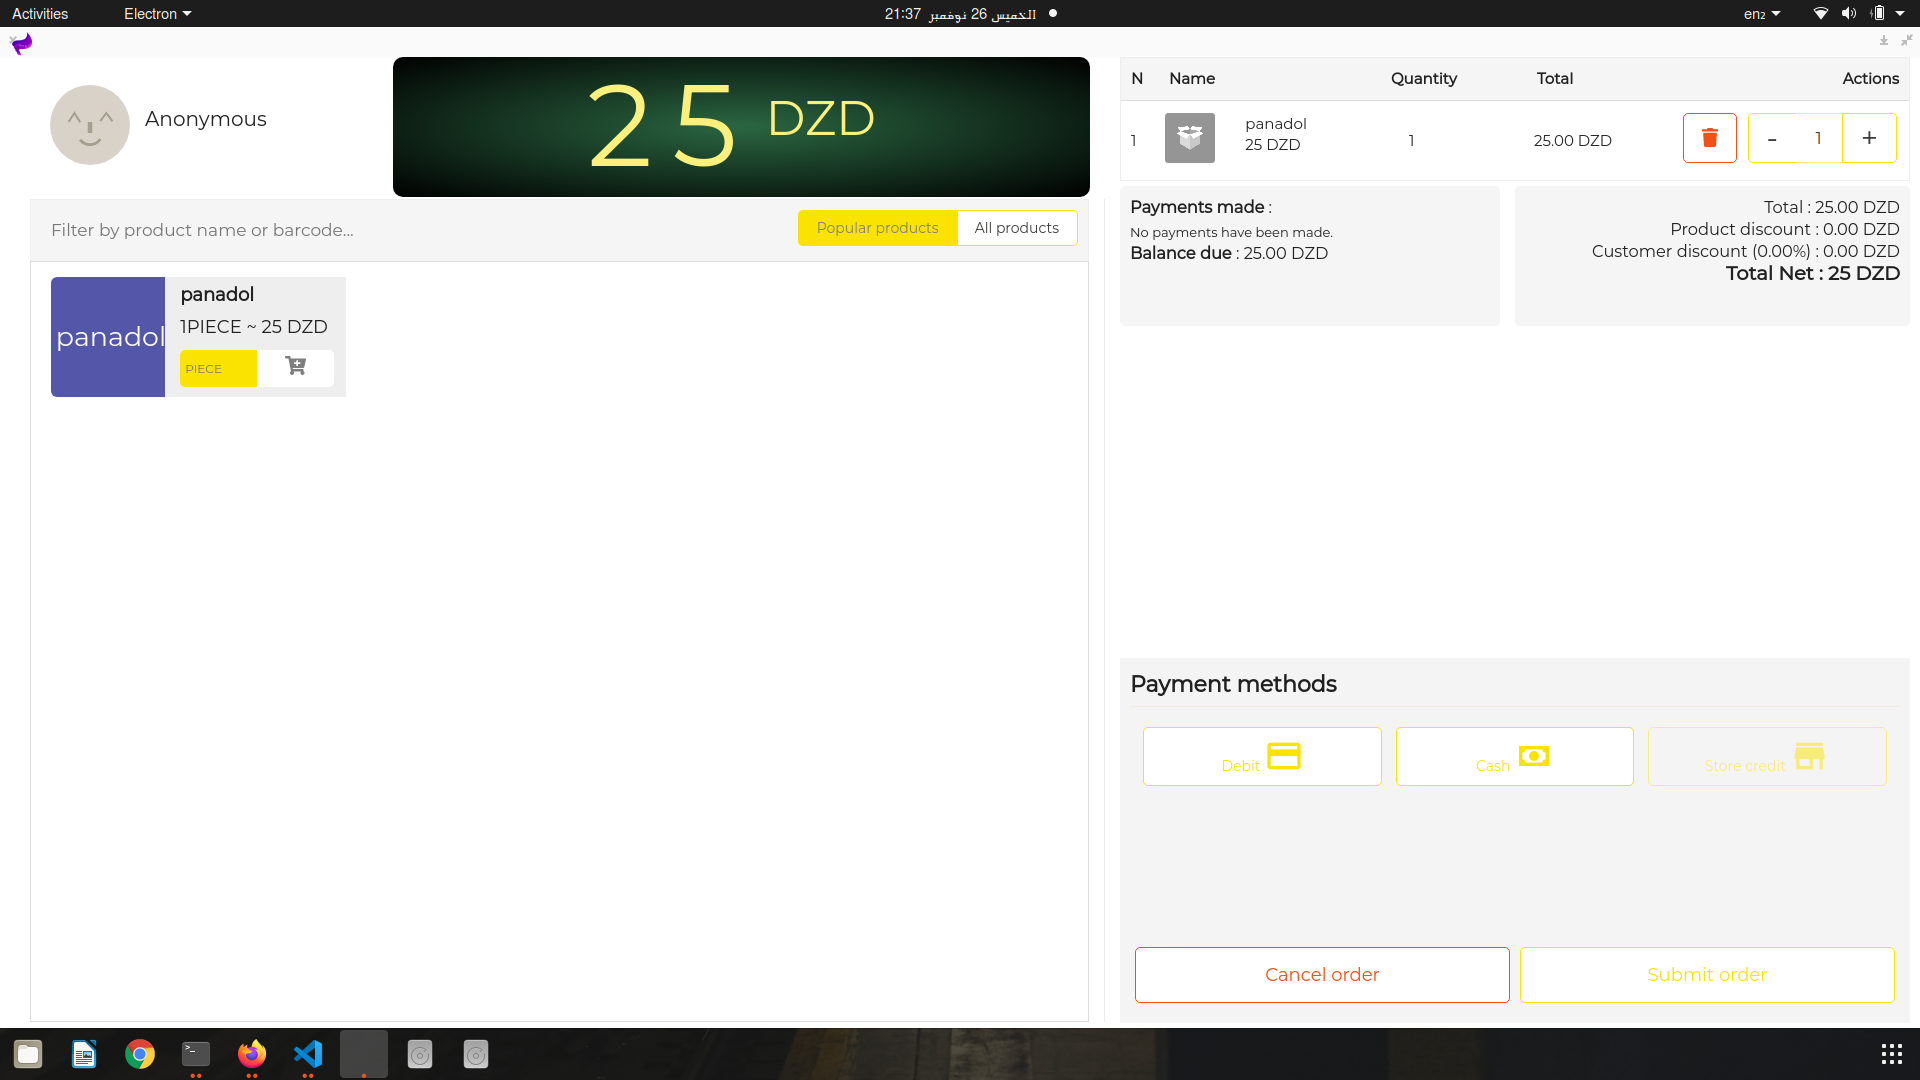 Activities
Electron
الخميس 26 نوفمبر 21:37
en₂
Anonymous
25 DZD
Filter by product name or barcode...
Popular products
All products
panadol
panadol
1PIECE ~ 25 DZD
PIECE
N Name Quantity Total Actions
1 panadol 1 25.00 DZD - 1 +
25 DZD
Payments made :
No payments have been made.
Balance due : 25.00 DZD
Total : 25.00 DZD
Product discount : 0.00 DZD
Customer discount (0.00%) : 0.00 DZD
Total Net : 25 DZD
Payment methods
Debit
Cash
Store credit
Cancel order
Submit order